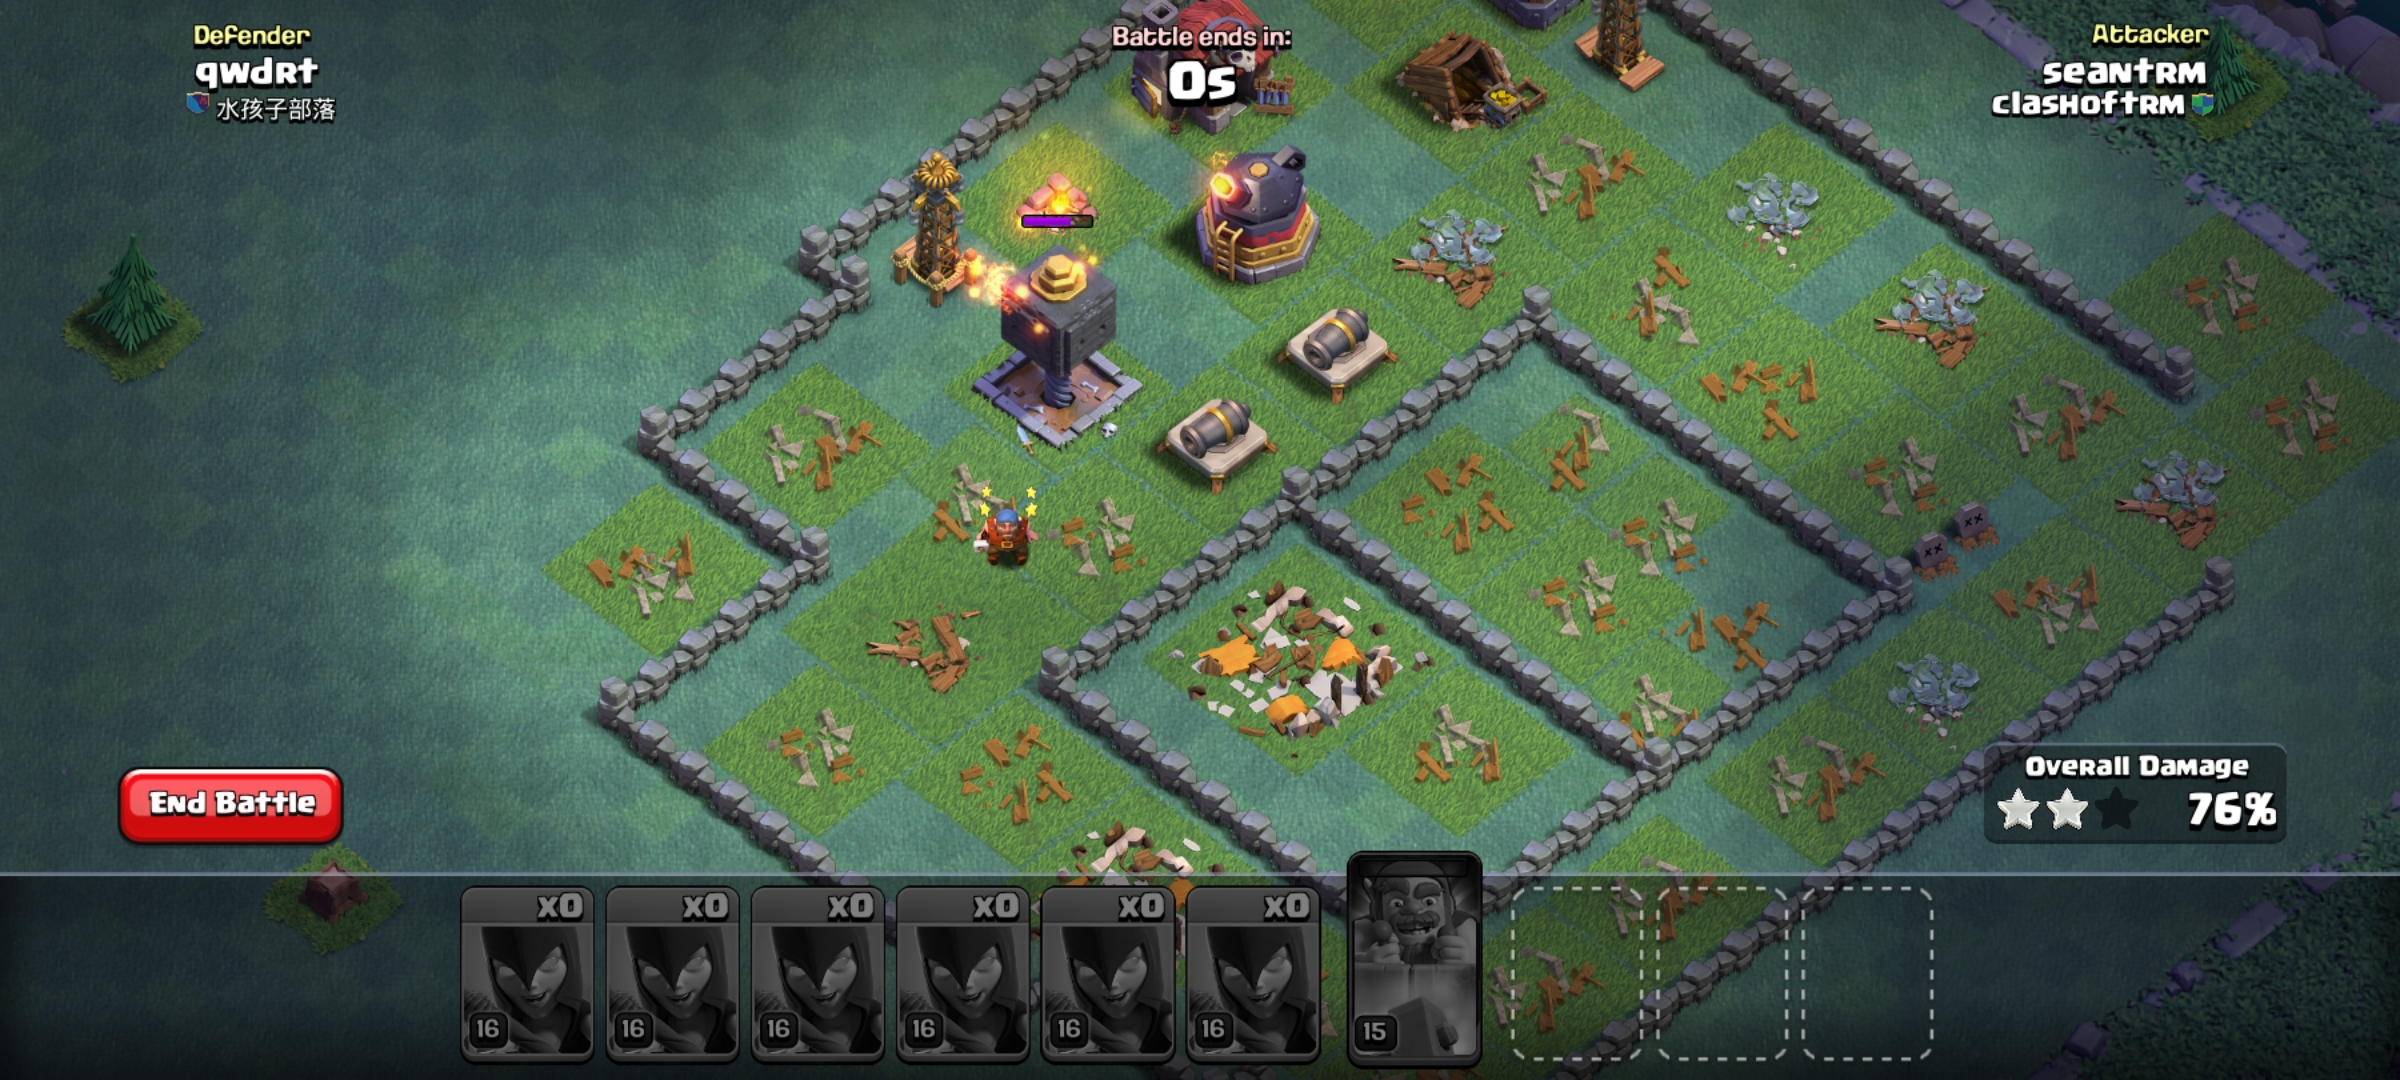 Defender
qwdrt
水孩子部落
Battle ends in:
0s
Attacker
seantrm
clashoftrm
End Battle
Overall Damage
76%
x0
x0
x0
x0
x0
x0
16
16
16
16
16
16
15